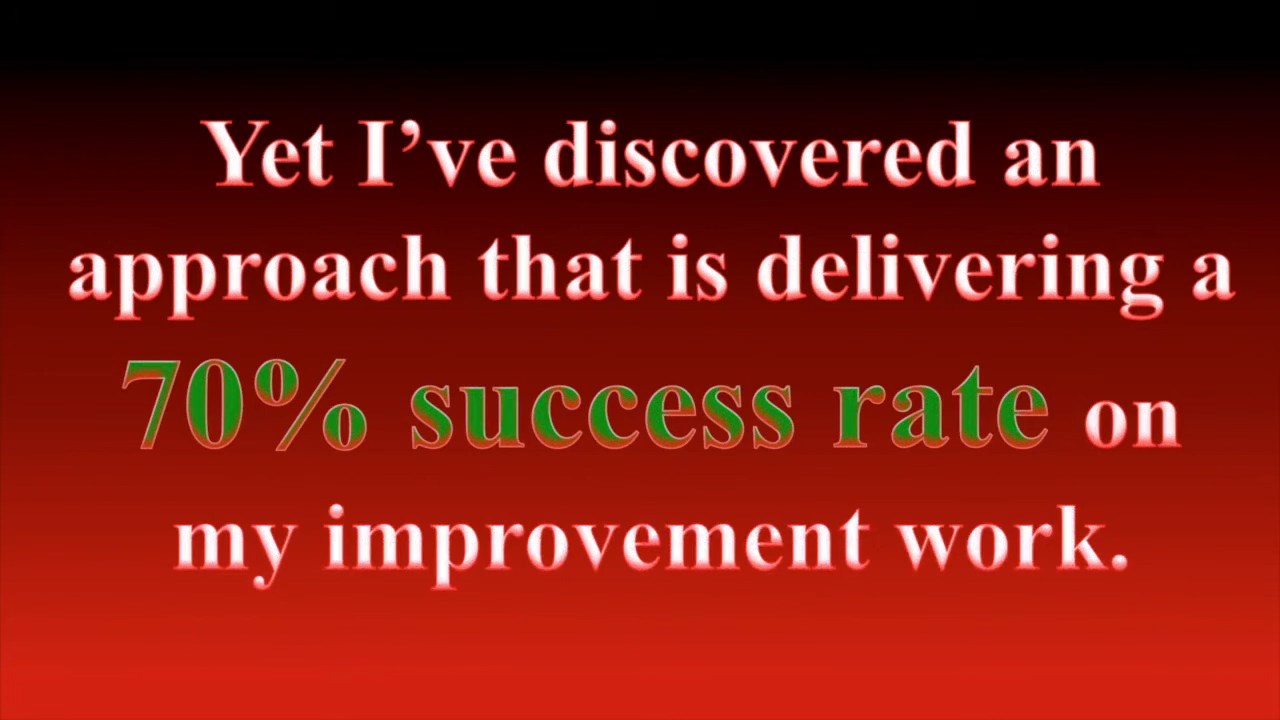 Yet I’ve discovered an
approach that is delivering a
70% success rate on
my improvement work.